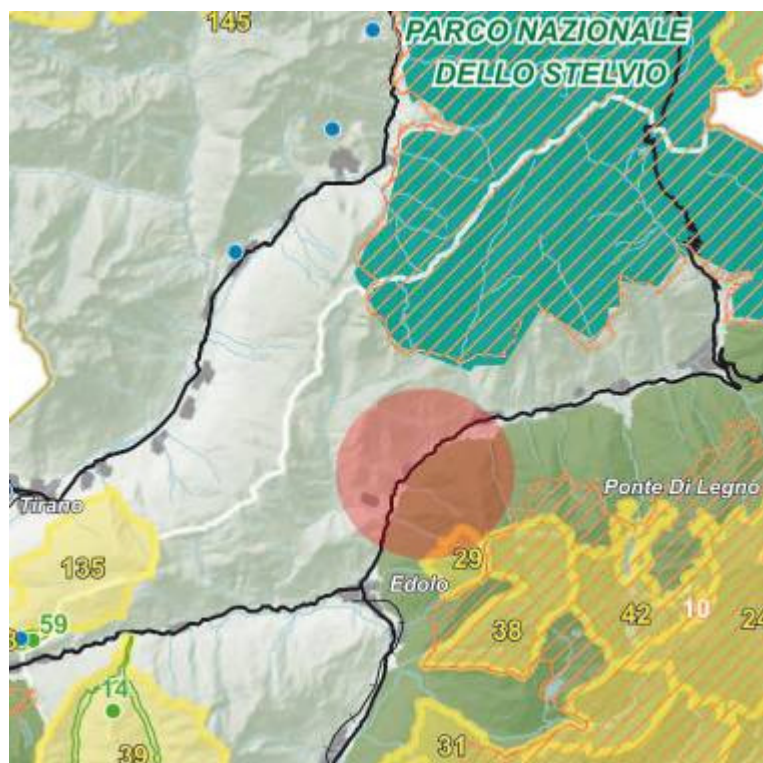 145
PARCO NAZIONALE
DELLO STELVIO
Tirano
135
Ponte Di Legno
29
Edolo
59
38
42
10
24
14
39
31